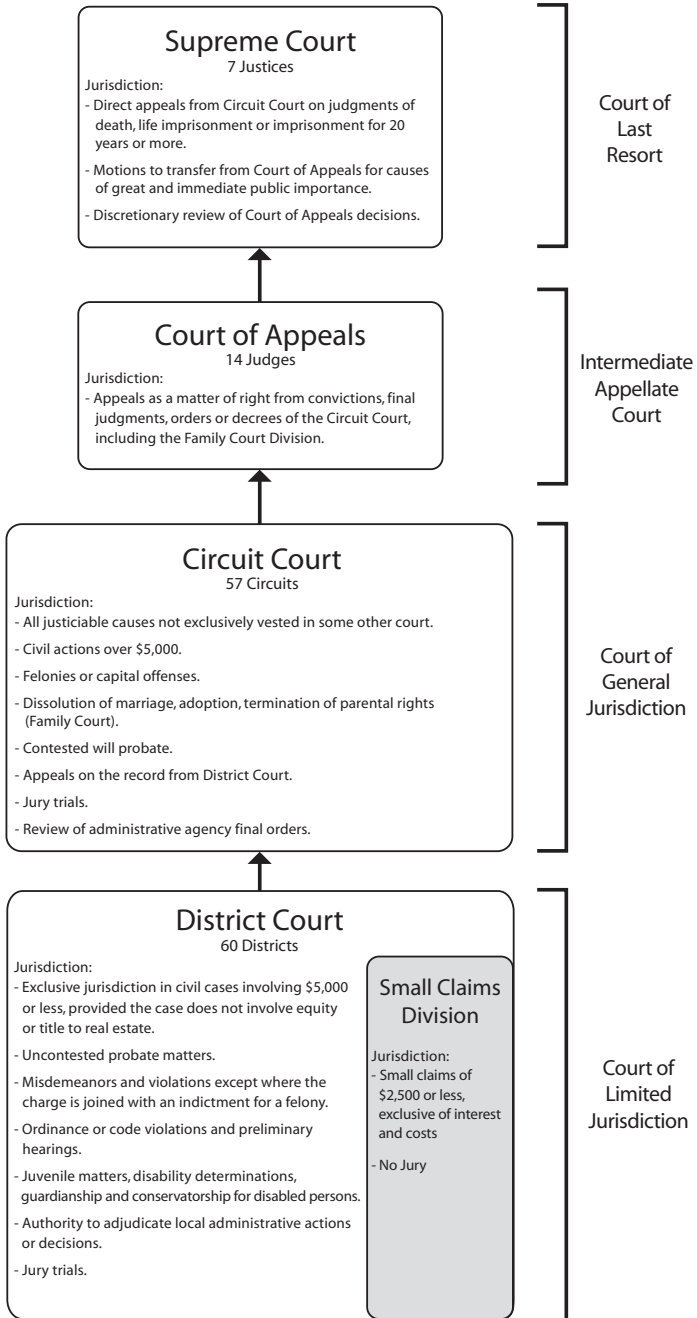 Supreme Court
7 Justices
Jurisdiction:
- Direct appeals from Circuit Court on judgments of
death, life imprisonment or imprisonment for 20
years or more.
- Motions to transfer from Court of Appeals for causes
of great and immediate public importance.
- Discretionary review of Court of Appeals decisions.
Court of
Last
Resort
Court of Appeals
14 Judges
Jurisdiction:
- Appeals as a matter of right from convictions, final
judgments, orders or decrees of the Circuit Court,
including the Family Court Division.
Intermediate
Appellate
Court
Circuit Court
57 Circuits
Jurisdiction:
- All justiciable causes not exclusively vested in some other court.
- Civil actions over $5,000.
- Felonies or capital offenses.
- Dissolution of marriage, adoption, termination of parental rights
(Family Court).
- Contested will probate.
- Appeals on the record from District Court.
- Jury trials.
- Review of administrative agency final orders.
Court of
General
Jurisdiction
District Court
60 Districts
Jurisdiction:
- Exclusive jurisdiction in civil cases involving $5,000
or less, provided the case does not involve equity
or title to real estate.
- Uncontested probate matters.
- Misdemeanors and violations except where the
charge is joined with an indictment for a felony.
- Ordinance or code violations and preliminary
hearings.
- Juvenile matters, disability determinations,
guardianship and conservatorship for disabled persons.
- Authority to adjudicate local administrative actions
or decisions.
- Jury trials.
Small Claims
Division
Jurisdiction:
- Small claims of
$2,500 or less,
exclusive of interest
and costs
- No Jury
Court of
Limited
Jurisdiction